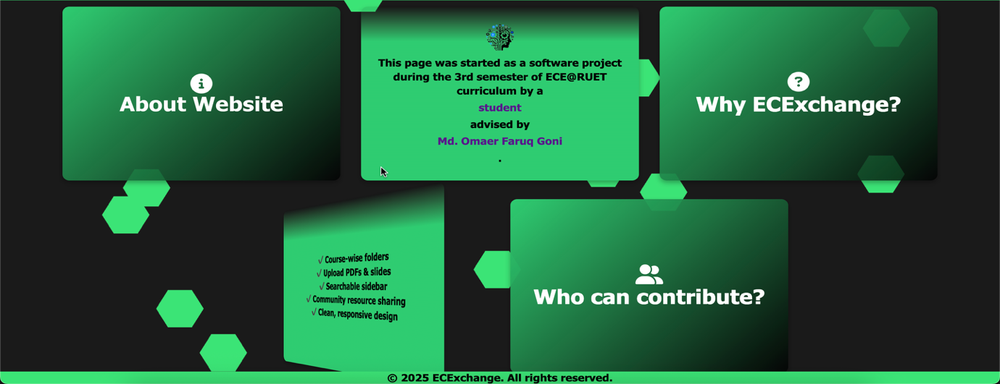 About Website
This page was started as a software project
during the 3rd semester of ECE@RUET
curriculum by a
student
advised by
Md. Omaer Faruq Goni
.
Why ECExchange?
√ Course-wise folders
√ Upload PDFs & slides
√ Searchable sidebar
√ Community resource sharing
√ Clean, responsive design
Who can contribute?
© 2025 ECExchange. All rights reserved.